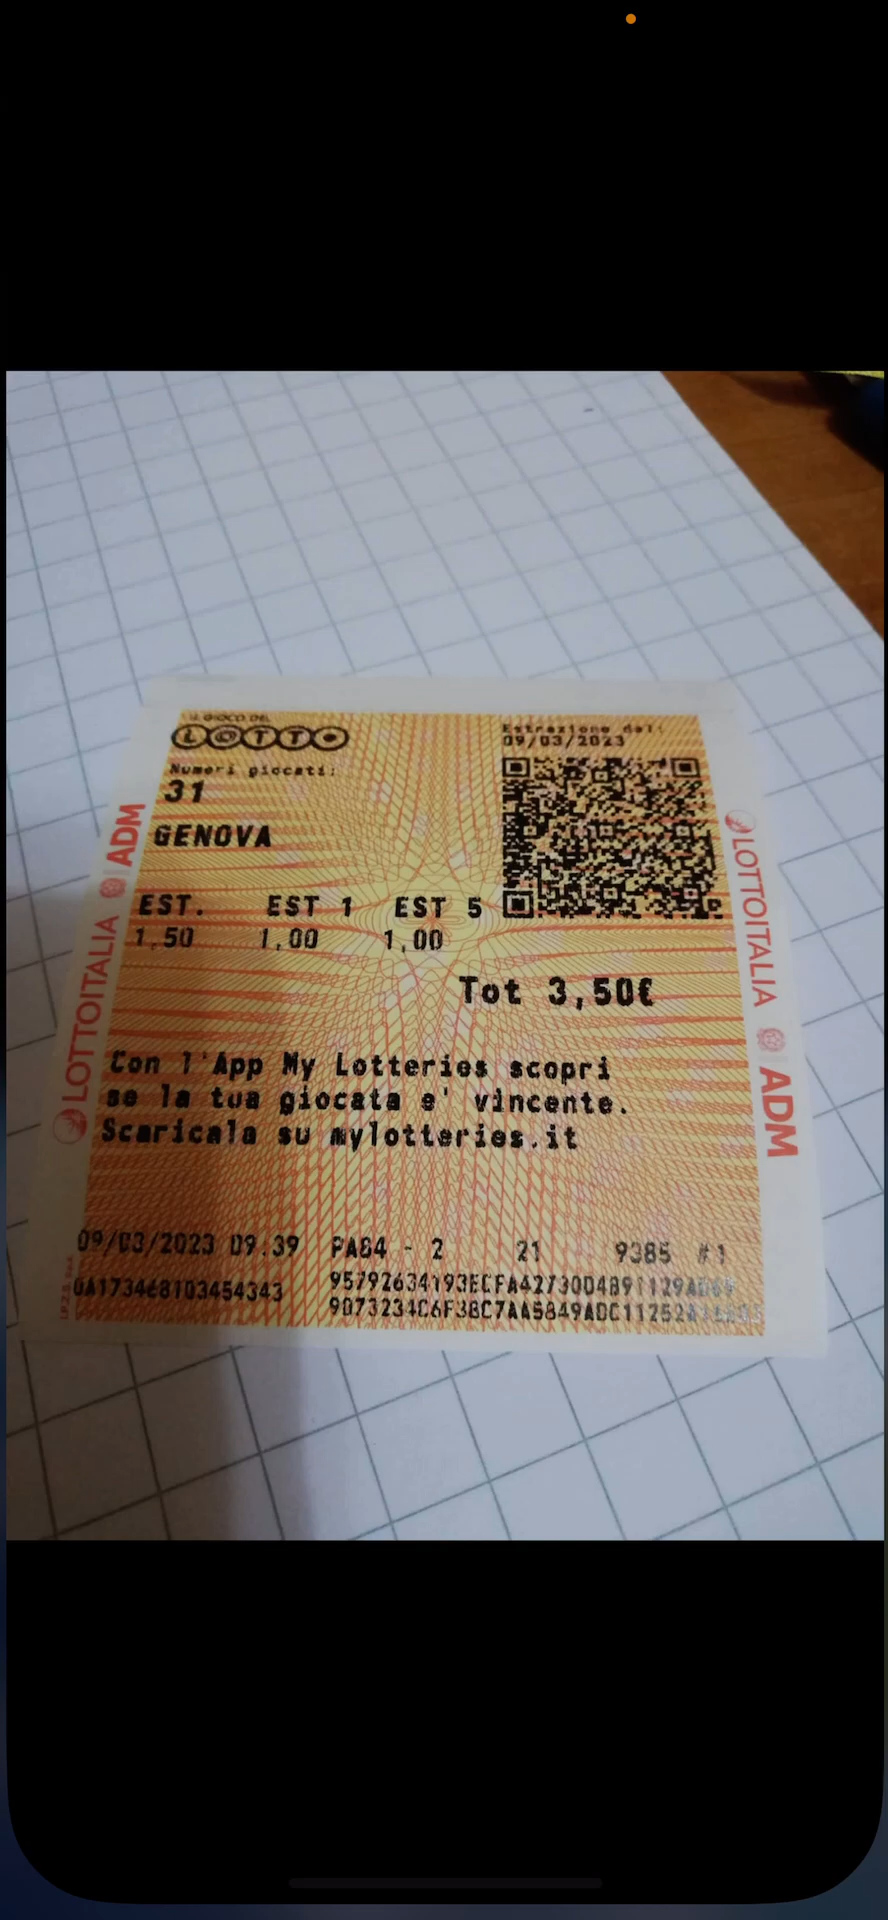 IL GIOCO DEL
LOTTO
Estrazione del:
09/03/2023
Numeri giocati:
31
GENOVA
EST. EST 1 EST 5
1,50 1,00 1,00
Tot 3,50€
Con l'App My Lotteries scopri
se la tua giocata e' vincente.
Scaricala su mylotteries.it
09/03/2023 09.39 PA84 - 2 21 9385 #1
0A173468103454343
LOTTOITALIA ADM
LOTTOITALIA ADM